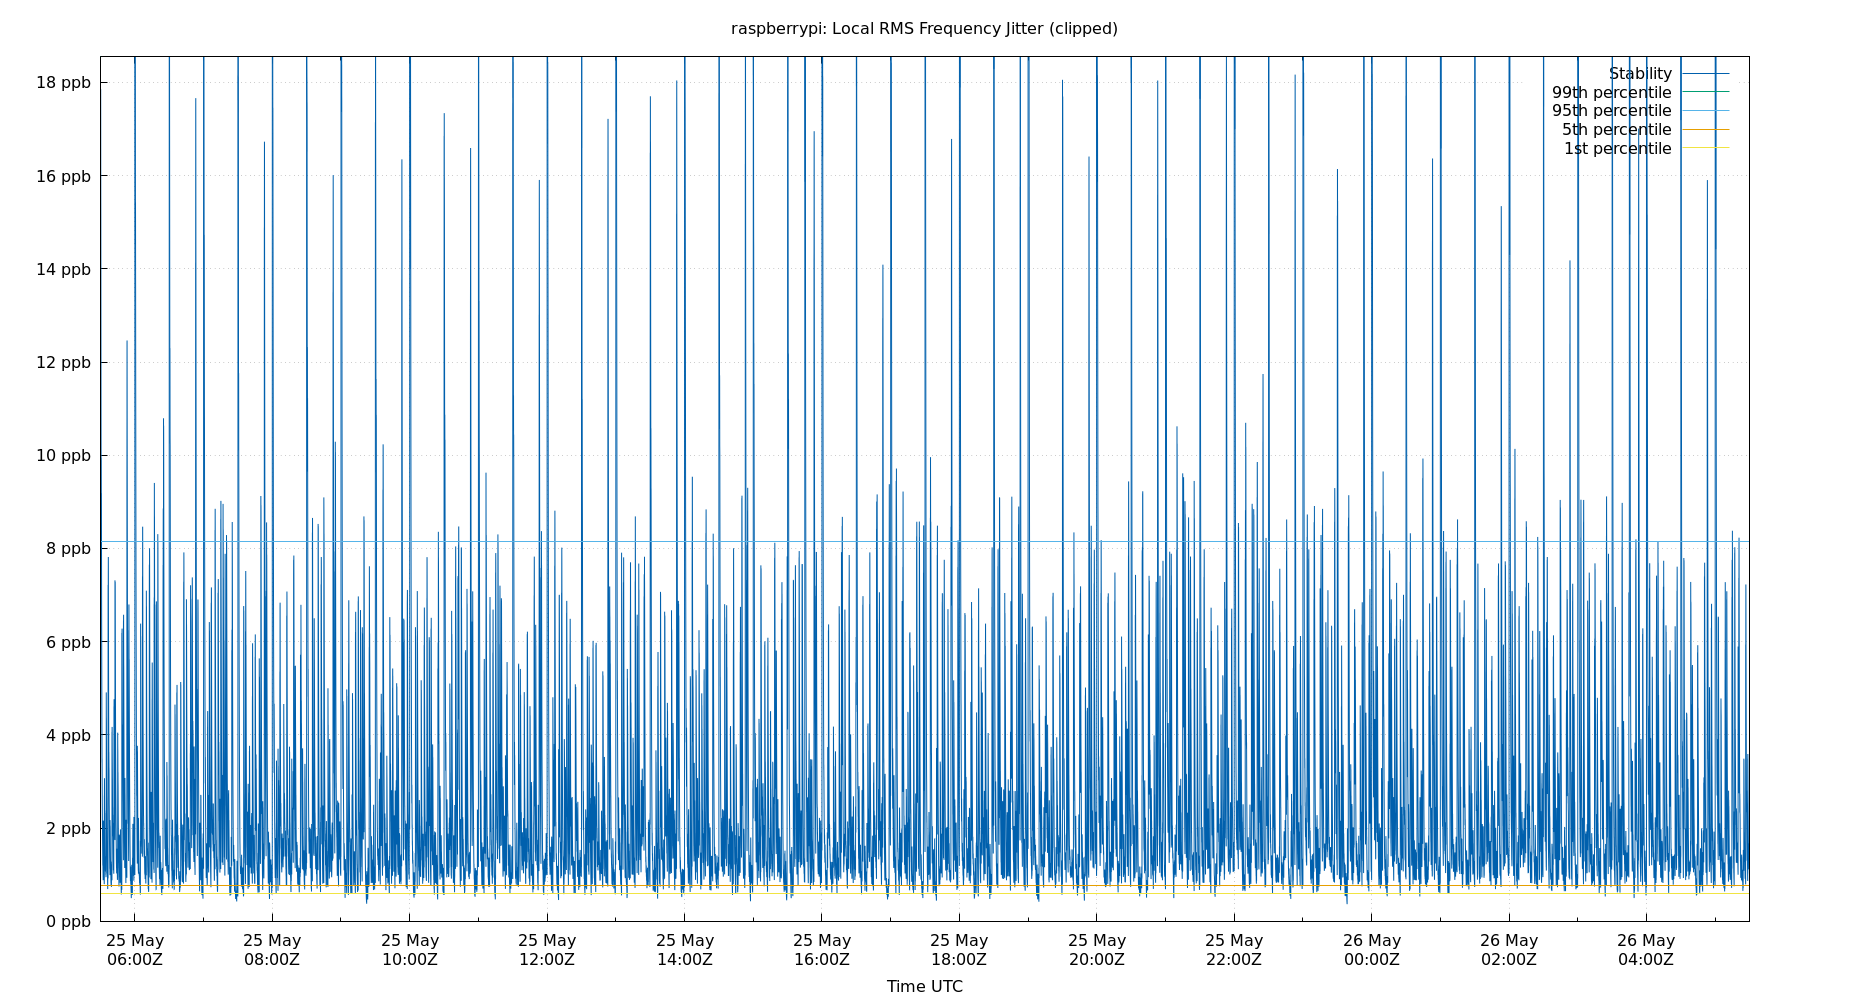 raspberrypi: Local RMS Frequency Jitter (clipped)
18 ppb
16 ppb
14 ppb
12 ppb
10 ppb
8 ppb
6 ppb
4 ppb
2 ppb
0 ppb
Stability
99th percentile
95th percentile
5th percentile
1st percentile
25 May
06:00Z
25 May
08:00Z
25 May
10:00Z
25 May
12:00Z
25 May
14:00Z
25 May
16:00Z
25 May
18:00Z
25 May
20:00Z
25 May
22:00Z
26 May
00:00Z
26 May
02:00Z
26 May
04:00Z
Time UTC